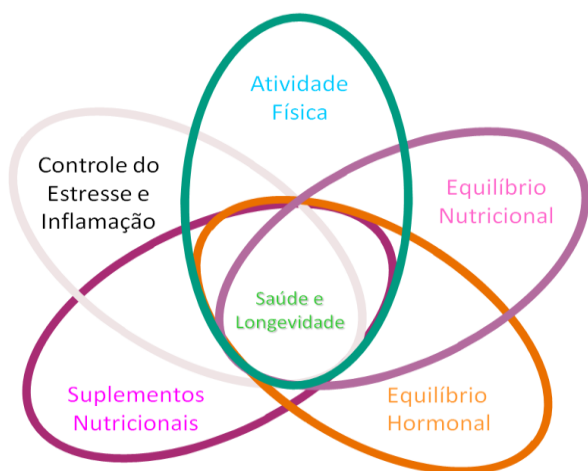 Atividade
Física
Controle do
Estresse e
Inflamação
Equilíbrio
Nutricional
Saúde e
Longevidade
Suplementos
Nutricionais
Equilíbrio
Hormonal